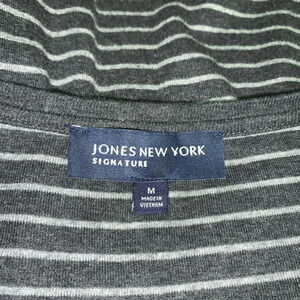 JONES NEW YORK
SIGNATURE
M
MADE IN
VIETNAM